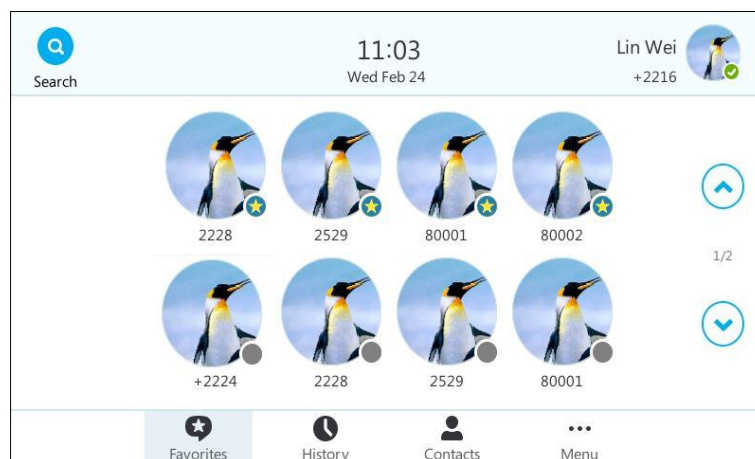 11:03
Lin Wei
Search
Wed Feb 24
+2216
2228 2529 80001 80002
1/2
+2224 2228 2529 80001
Favorites History Contacts Menu